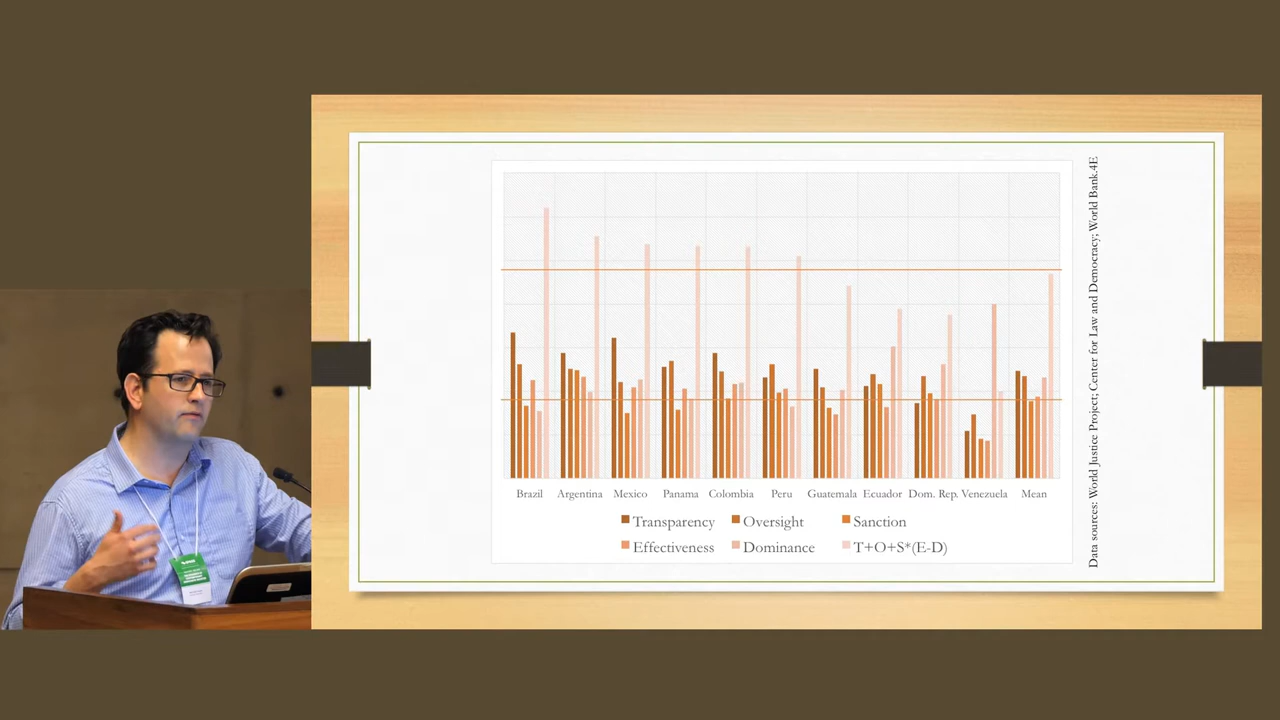 Brazil Argentina Mexico Panama Colombia Peru Guatemala Ecuador Dom. Rep. Venezuela Mean
Transparency Oversight Sanction
Effectiveness Dominance T+O+S*(E-D)
Data sources: World Justice Project; Center for Law and Democracy; World Bank.4E